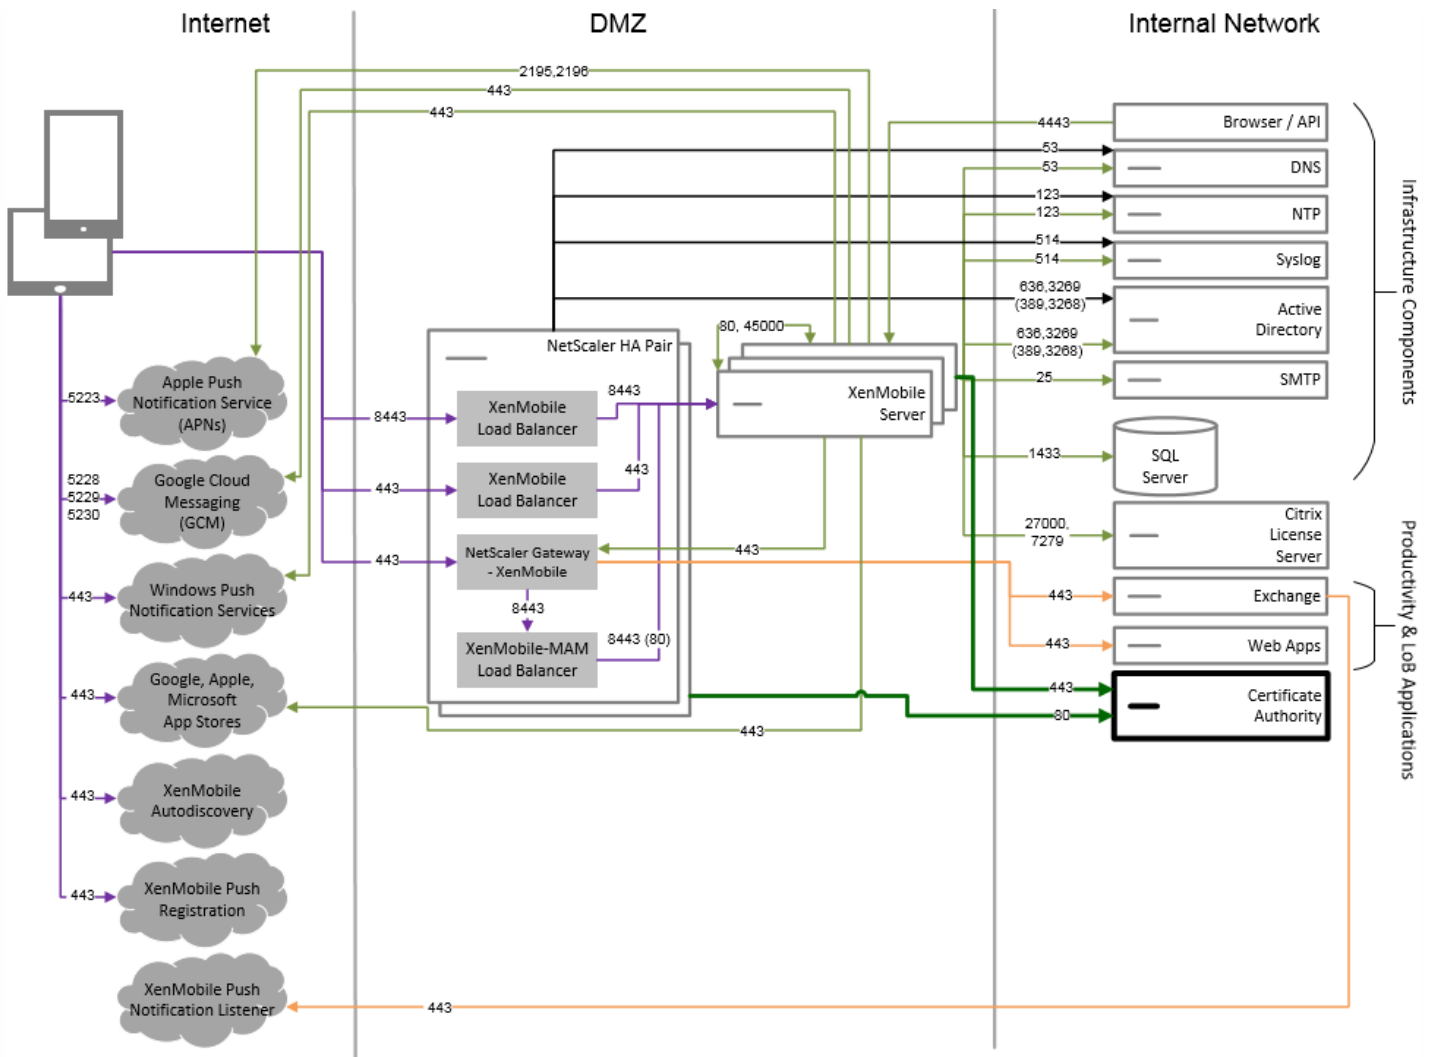 Internet
DMZ
Internal Network
2195,2196
443
443
4443
Browser / API
53
53
DNS
123
123
NTP
514
514
Syslog
636,3269
(389,3268)
636,3269
(389,3268)
Active
Directory
25
SMTP
1433
SQL
Server
27000,
7279
Citrix
License
Server
443
Exchange
443
Web Apps
443
80
Certificate
Authority
Infrastructure Components
Productivity & LoB Applications
80, 45000
XenMobile
Server
NetScaler HA Pair
8443
XenMobile
Load Balancer
8443
443
XenMobile
Load Balancer
443
443
NetScaler Gateway
- XenMobile
443
8443
XenMobile-MAM
Load Balancer
8443 (80)
443
5223
Apple Push
Notification Service
(APNs)
5228
5229
5230
Google Cloud
Messaging
(GCM)
443
Windows Push
Notification Services
443
Google, Apple,
Microsoft
App Stores
443
XenMobile
Autodiscovery
443
XenMobile Push
Registration
XenMobile Push
Notification Listener
443